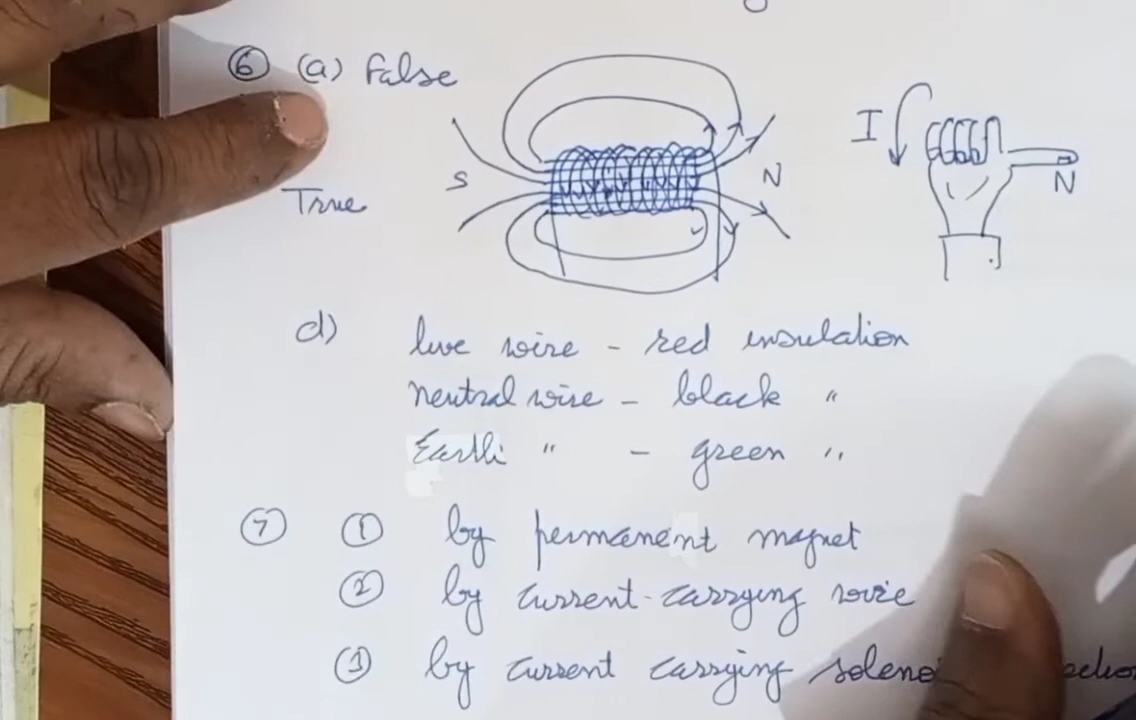 ⑥ (a) False
S N
I
N
True
d) live wire - red insulation
neutral wire - black "
Earth " - green "
⑦ ① by permanent magnet
② by current-carrying wire
③ by current carrying